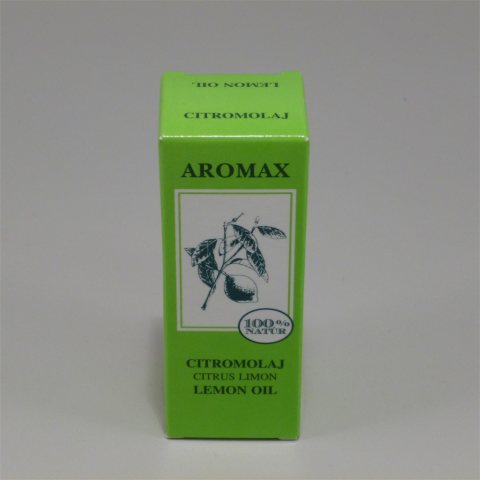 LEMON OIL
CITROMOLAJ
AROMAX
100%
NATUR
CITROMOLAJ
CITRUS LIMON
LEMON OIL